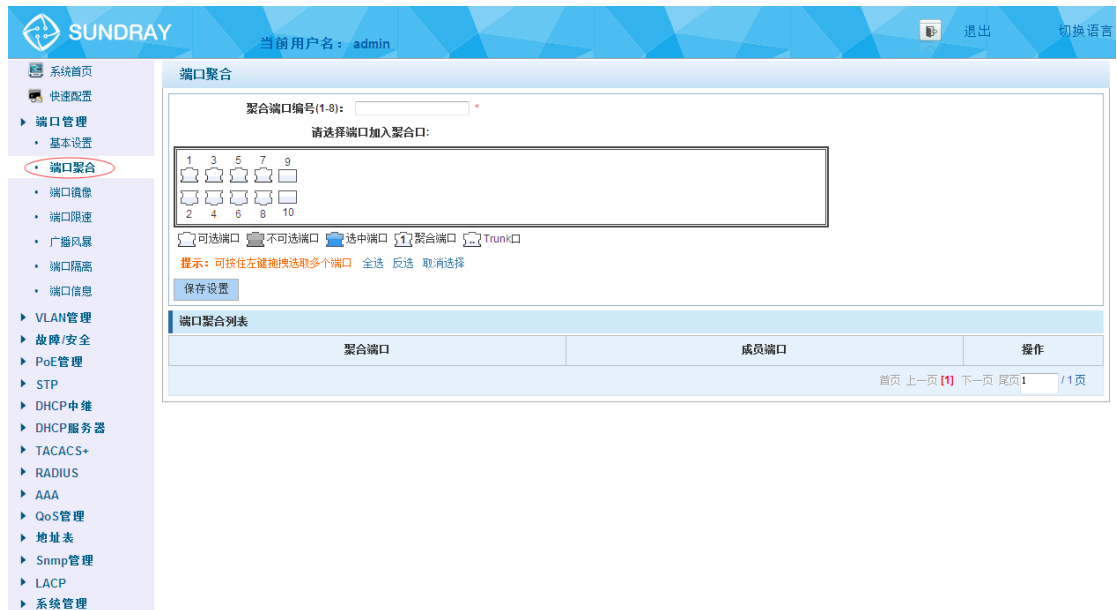 SUNDRAY
当前用户名: admin
退出
切换语言
系统首页
快速配置
端口管理
基本设置
端口聚合
端口镜像
端口限速
广播风暴
端口隔离
端口信息
VLAN管理
故障/安全
PoE管理
STP
DHCP中继
DHCP服务器
TACACS+
RADIUS
AAA
QoS管理
地址表
Snmp管理
LACP
系统管理
端口聚合
聚合端口编号(1-8): *
请选择端口加入聚合口:
1 3 5 7 9
2 4 6 8 10
可选端口 不可选端口 选中端口 1 聚合端口 ... Trunk口
提示: 可按住左键拖拽选取多个端口 全选 反选 取消选择
保存设置
端口聚合列表
聚合端口 成员端口 操作
首页 上一页 [1] 下一页 尾页 1 / 1 页